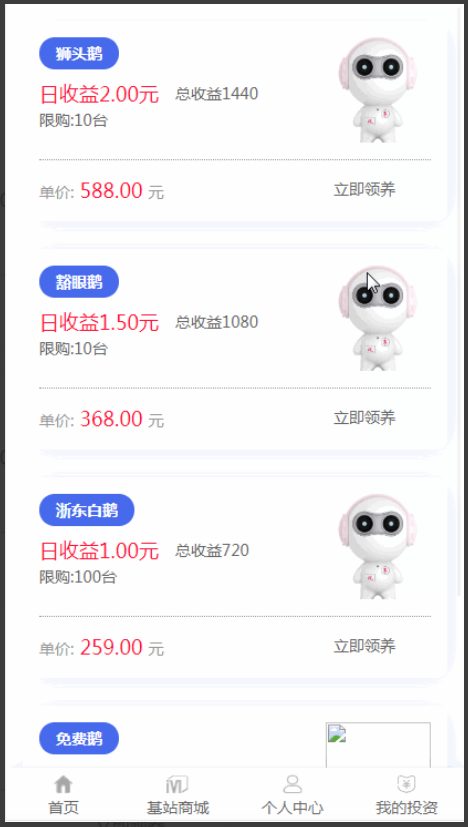 狮头鹅
日收益2.00元 总收益1440
限购:10台
单价: 588.00 元 立即领养
豁眼鹅
日收益1.50元 总收益1080
限购:10台
单价: 368.00 元 立即领养
浙东白鹅
日收益1.00元 总收益720
限购:100台
单价: 259.00 元 立即领养
免费鹅
首页 基站商城 个人中心 我的投资